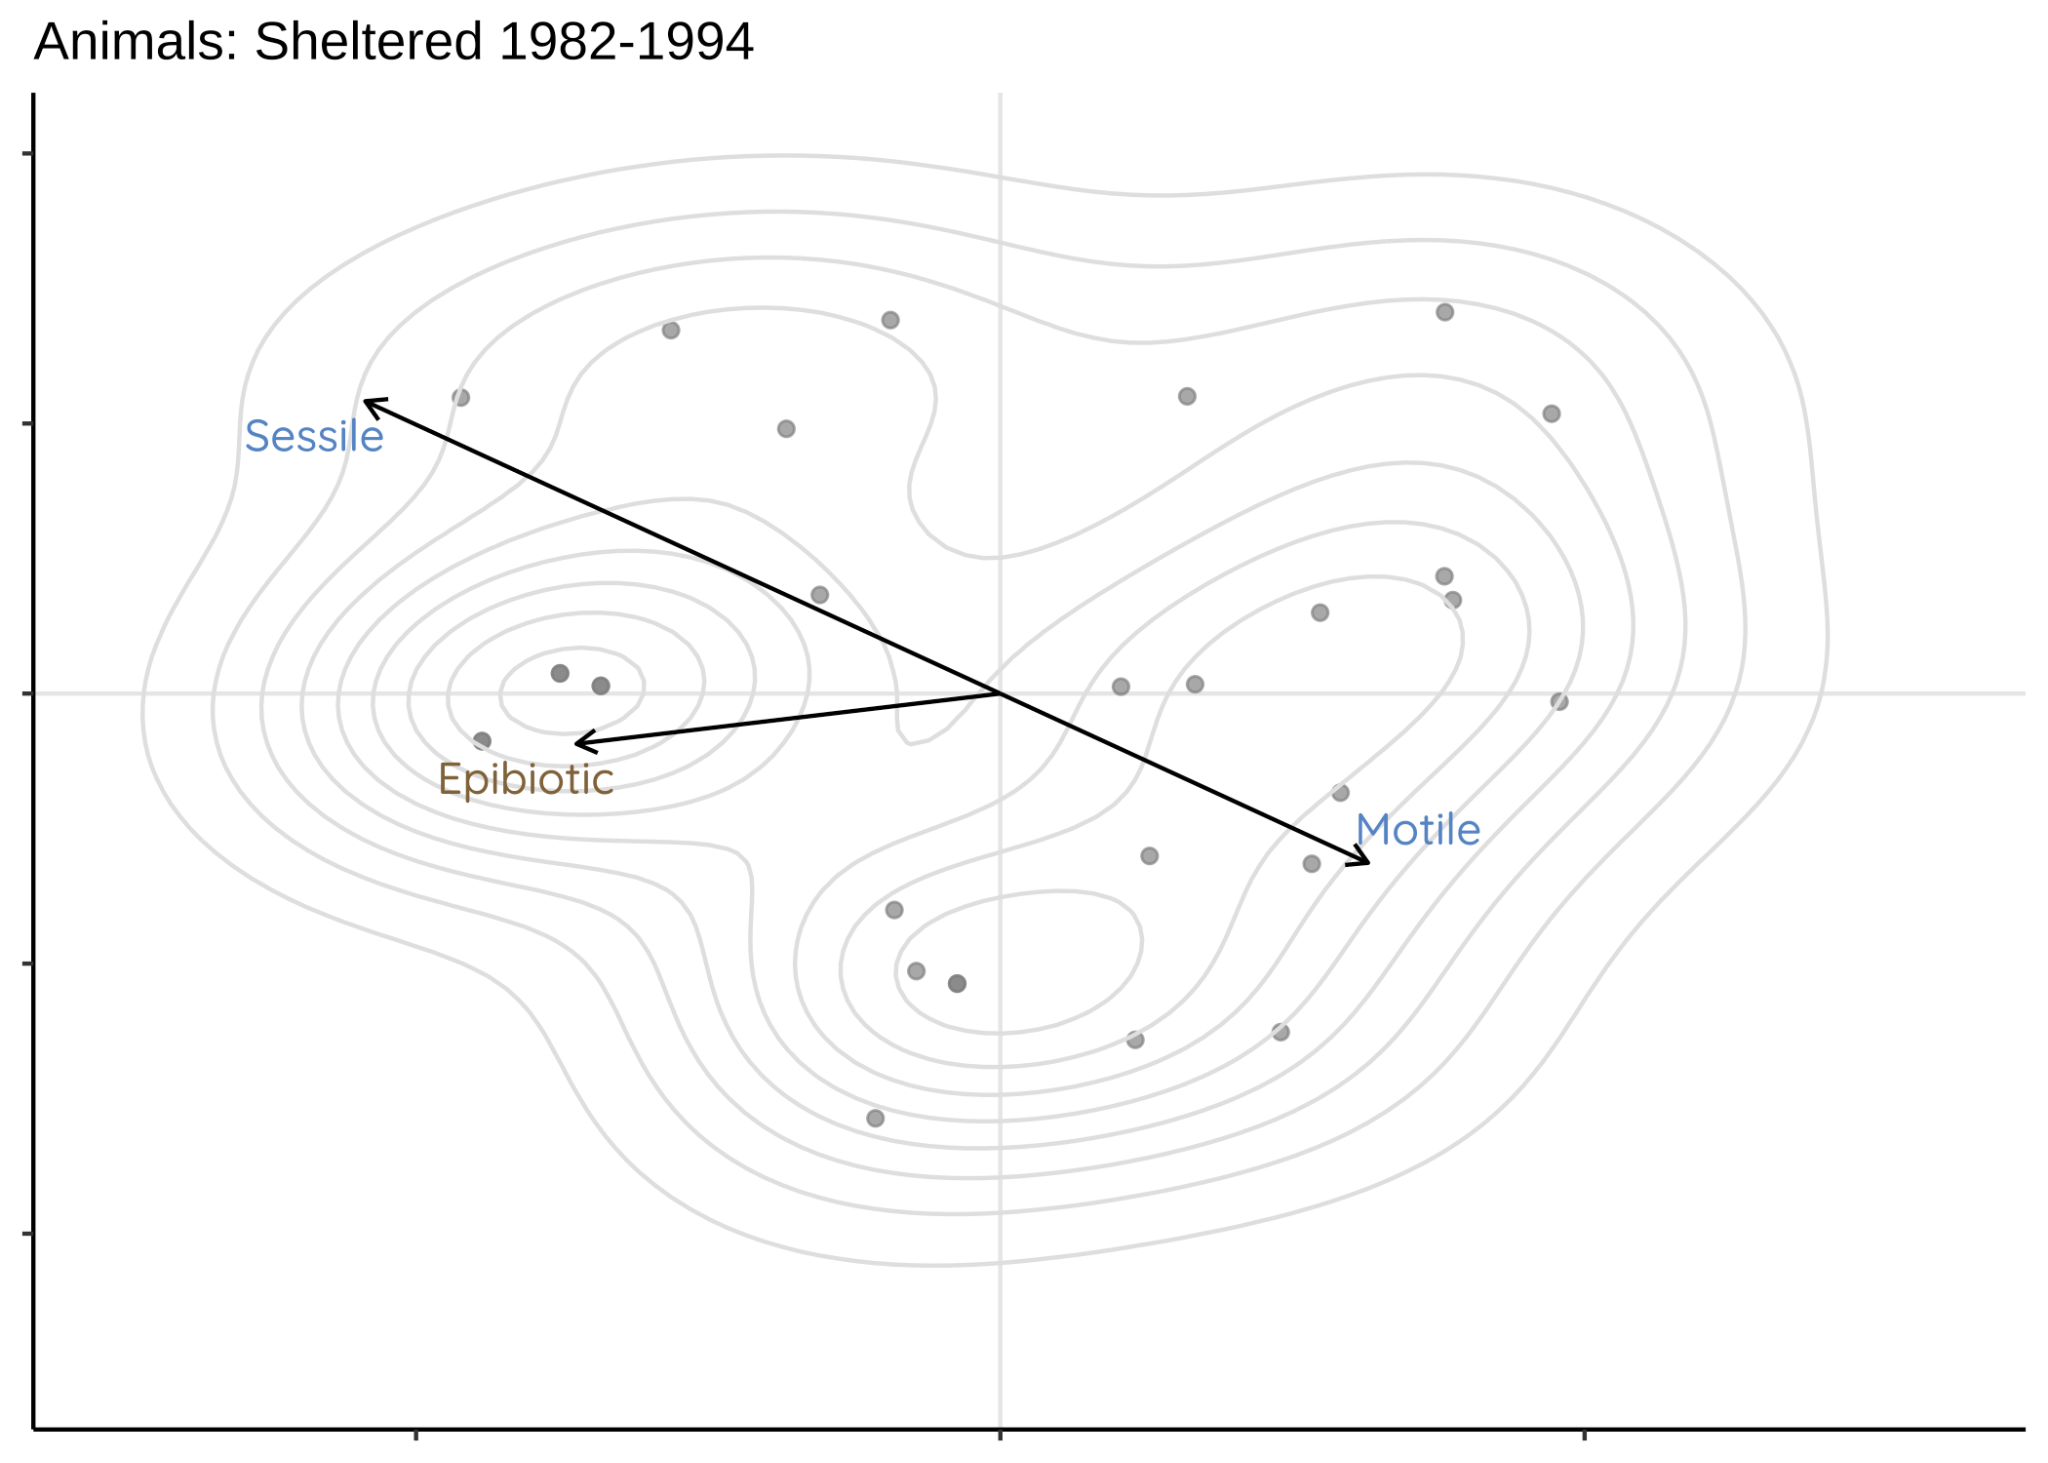 Animals: Sheltered 1982-1994
Sessile
Epibiotic
Motile